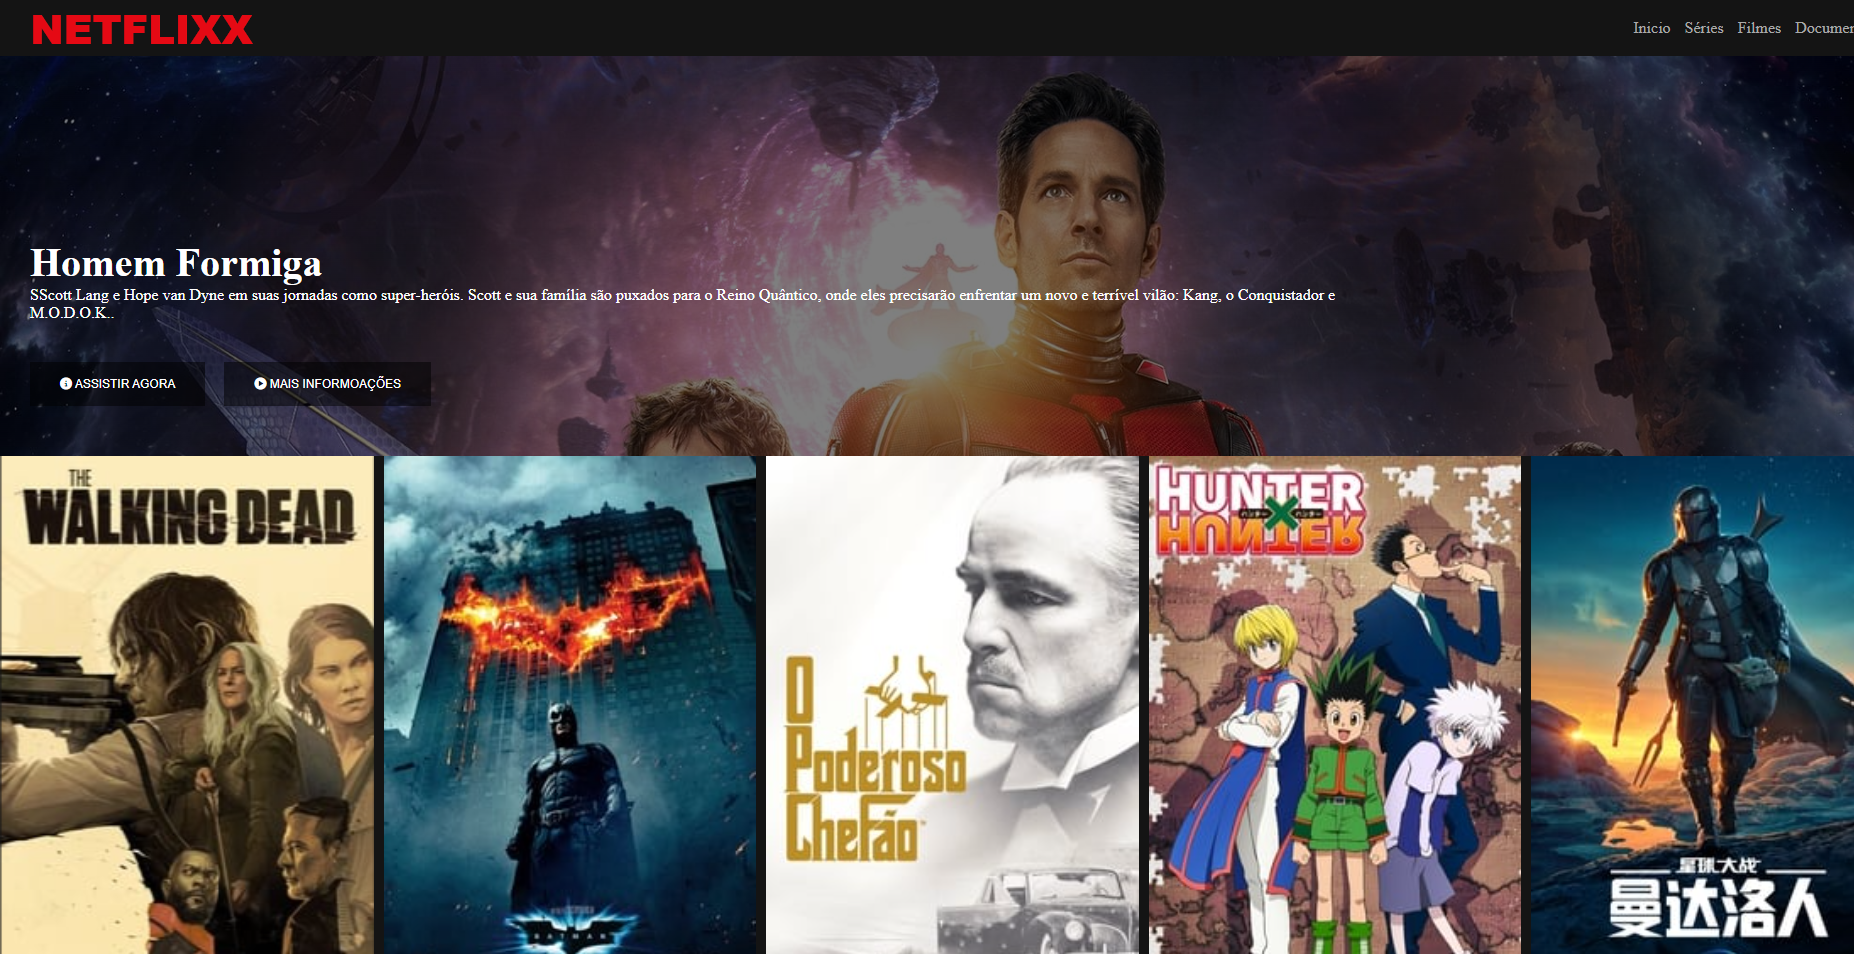 NETFLIXX
Inicio Séries Filmes Documen
Homem Formiga
SScott Lang e Hope van Dyne em suas jornadas como super-heróis. Scott e sua família são puxados para o Reino Quântico, onde eles precisarão enfrentar um novo e terrível vilão: Kang, o Conquistador e
M.O.D.O.K..
ASSISTIR AGORA MAIS INFORMOAÇÕES
THE
WALKING DEAD
BATMAN
O
Poderoso
Chefão
HUNTER
ハンター×ハンター
HUNTER
星球大战
曼达洛人